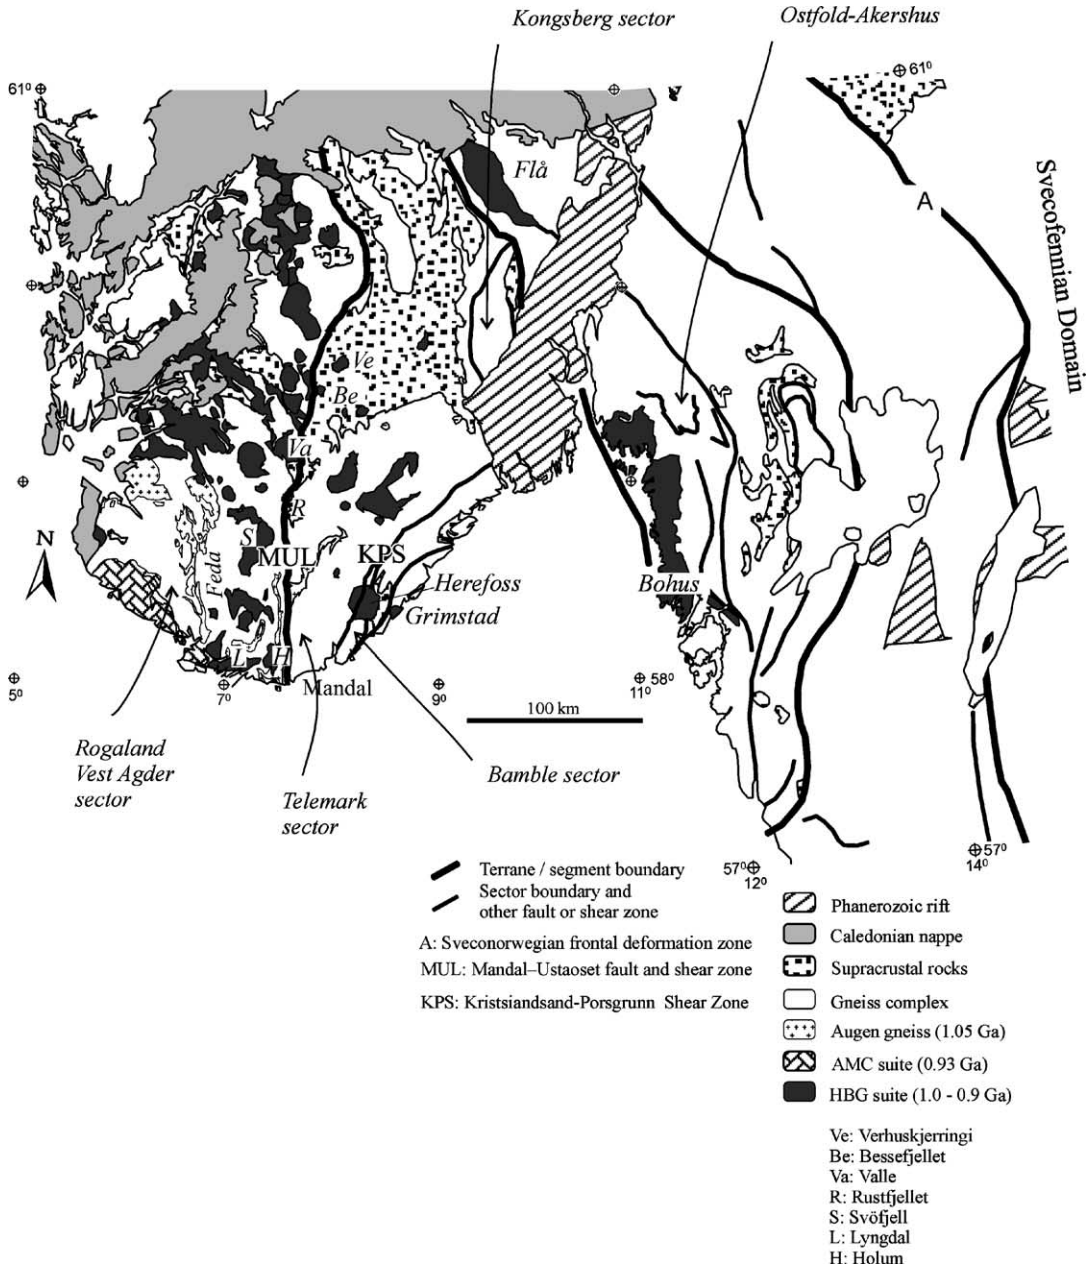 Kongsberg sector
Ostfold-Akershus
61⁰
61⁰
Flå
A
Svecofennian Domain
Ve
Be
Va
R
N
S
MUL
KPS
Feda
Herefoss
Grimstad
Bohus
L
H
Mandal
5⁰
7⁰
9⁰
11⁰ 58⁰
100 km
Rogaland
Vest Agder
sector
Telemark
sector
Bamble sector
57⁰
12⁰
57⁰
14⁰
Terrane / segment boundary
Sector boundary and
other fault or shear zone
A: Sveconorwegian frontal deformation zone
MUL: Mandal–Ustaoset fault and shear zone
KPS: Kristsiandsand-Porsgrunn Shear Zone
Phanerozoic rift
Caledonian nappe
Supracrustal rocks
Gneiss complex
Augen gneiss (1.05 Ga)
AMC suite (0.93 Ga)
HBG suite (1.0 - 0.9 Ga)
Ve: Verhuskjerringi
Be: Bessefjellet
Va: Valle
R: Rustfjellet
S: Svöfjell
L: Lyngdal
H: Holum